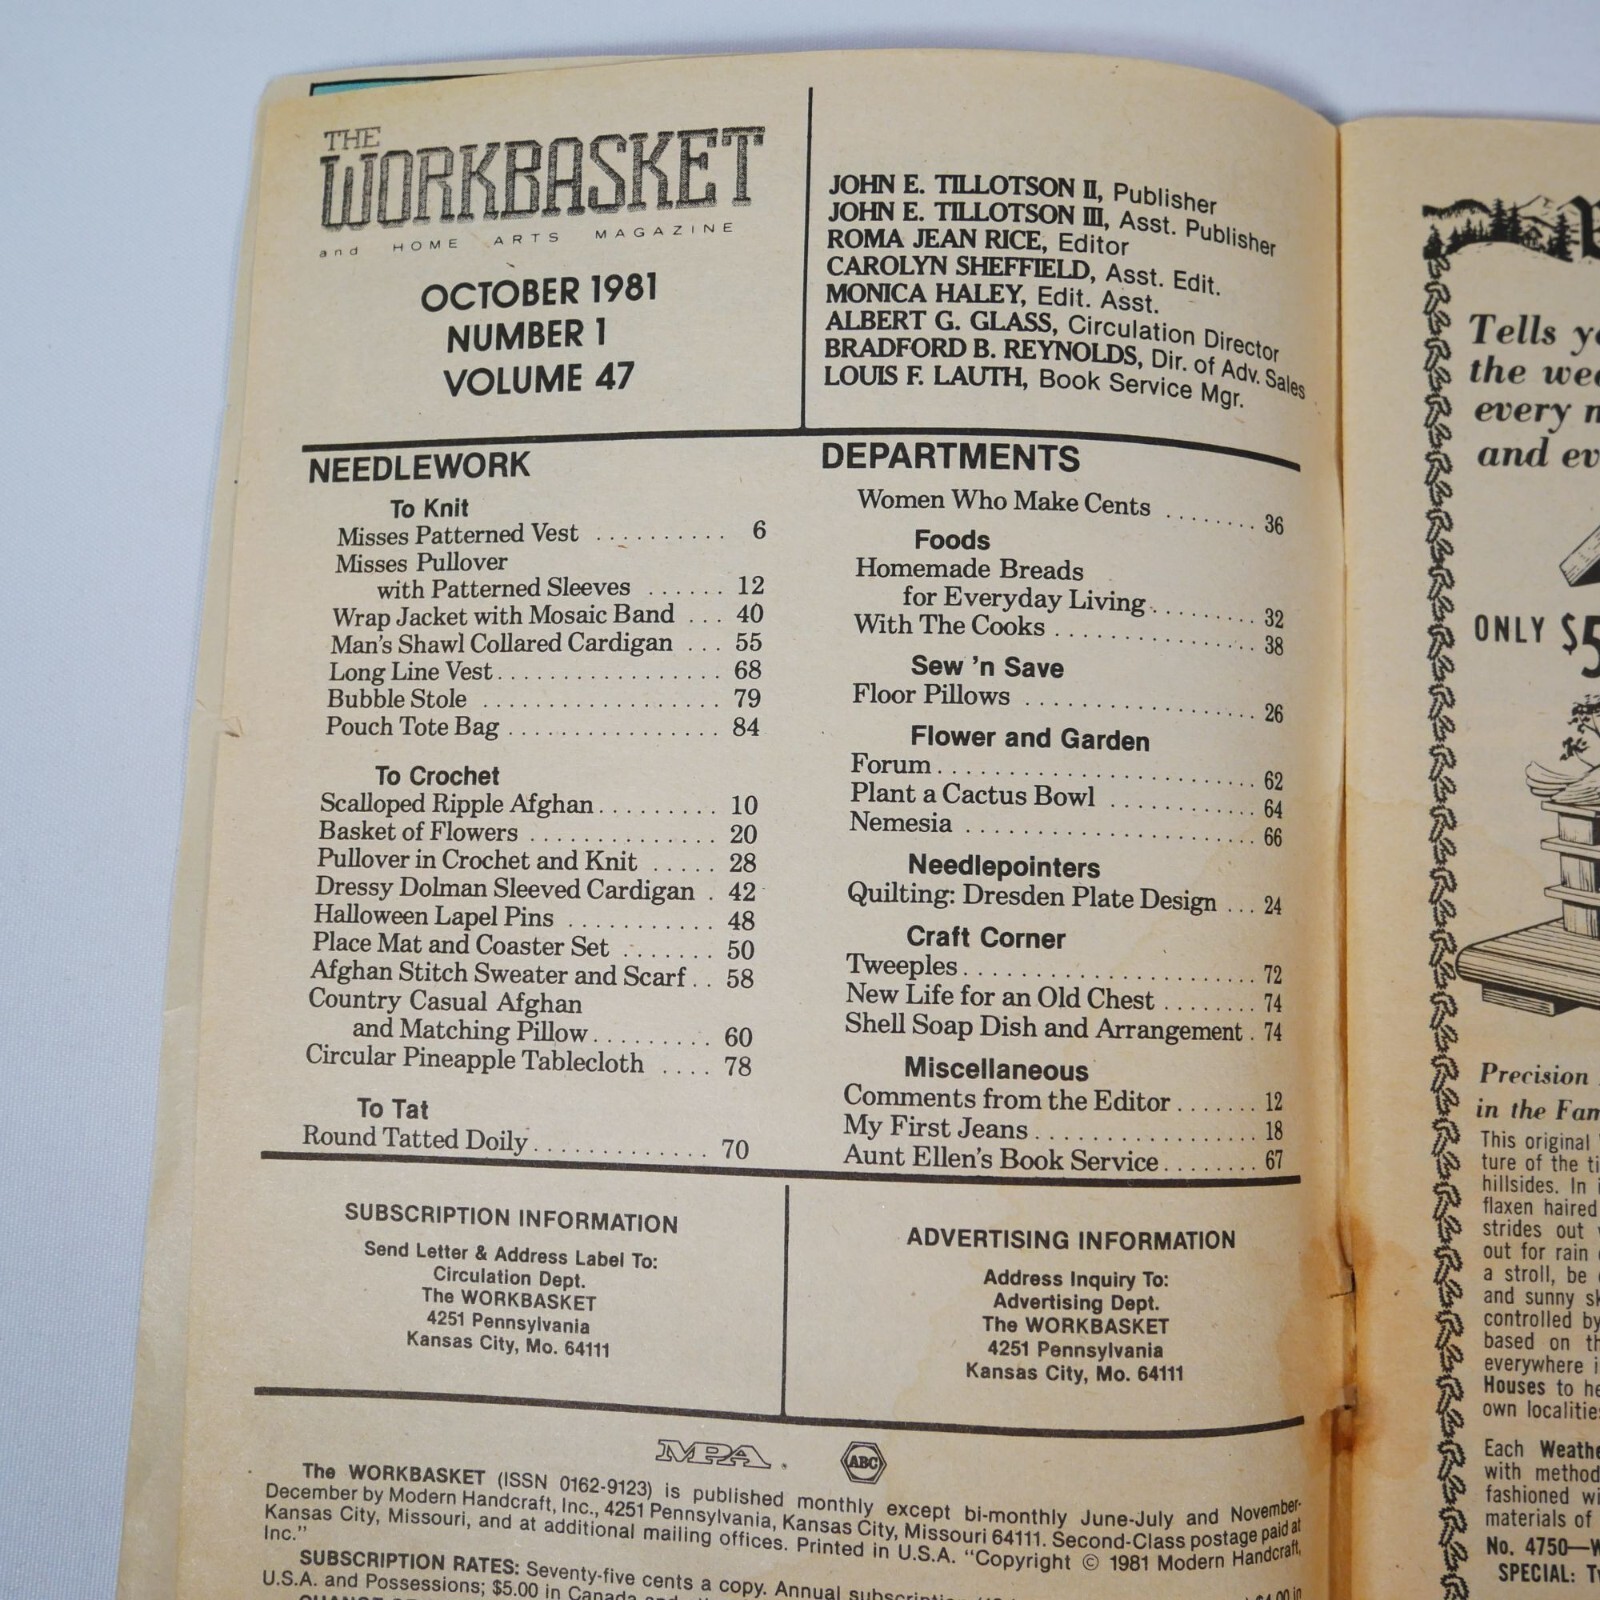 THE
WORKBASKET
and HOME ARTS MAGAZINE
OCTOBER 1981
NUMBER 1
VOLUME 47
JOHN E. TILLOTSON II, Publisher
JOHN E. TILLOTSON III, Asst. Publisher
ROMA JEAN RICE, Editor
CAROLYN SHEFFIELD, Asst. Edit.
MONICA HALEY, Edit. Asst.
ALBERT G. GLASS, Circulation Director
BRADFORD B. REYNOLDS, Dir. of Adv. Sales
LOUIS F. LAUTH, Book Service Mgr.
NEEDLEWORK
To Knit
Misses Patterned Vest .......... 6
Misses Pullover
with Patterned Sleeves ...... 12
Wrap Jacket with Mosaic Band ... 40
Man's Shawl Collared Cardigan ... 55
Long Line Vest ................. 68
Bubble Stole ................... 79
Pouch Tote Bag ................ 84
To Crochet
Scalloped Ripple Afghan ......... 10
Basket of Flowers .............. 20
Pullover in Crochet and Knit ..... 28
Dressy Dolman Sleeved Cardigan . 42
Halloween Lapel Pins ........... 48
Place Mat and Coaster Set ....... 50
Afghan Stitch Sweater and Scarf .. 58
Country Casual Afghan
and Matching Pillow ......... 60
Circular Pineapple Tablecloth .... 78
To Tat
Round Tatted Doily ............. 70
DEPARTMENTS
Women Who Make Cents ........ 36
Foods
Homemade Breads
for Everyday Living ......... 32
With The Cooks ................ 38
Sew 'n Save
Floor Pillows .................. 26
Flower and Garden
Forum ......................... 62
Plant a Cactus Bowl ............ 64
Nemesia ....................... 66
Needlepointers
Quilting: Dresden Plate Design ... 24
Craft Corner
Tweeples ....................... 72
New Life for an Old Chest ........ 74
Shell Soap Dish and Arrangement . 74
Miscellaneous
Comments from the Editor ....... 12
My First Jeans .................. 18
Aunt Ellen's Book Service ........ 67
SUBSCRIPTION INFORMATION
Send Letter & Address Label To:
Circulation Dept.
The WORKBASKET
4251 Pennsylvania
Kansas City, Mo. 64111
ADVERTISING INFORMATION
Address Inquiry To:
Advertising Dept.
The WORKBASKET
4251 Pennsylvania
Kansas City, Mo. 64111
MPA ABC
The WORKBASKET (ISSN 0162-9123) is published monthly except bi-monthly June-July and November-
December by Modern Handcraft, Inc., 4251 Pennsylvania, Kansas City, Missouri 64111. Second-Class postage paid at
Kansas City, Missouri, and at additional mailing offices. Printed in U.S.A. "Copyright © 1981 Modern Handcraft,
Inc."
SUBSCRIPTION RATES: Seventy-five cents a copy. Annual $4.00 in
U.S.A. and Possessions; $5.00 in Canada
Tells
the
every
and
ONLY $5
Precision
in the
This original
ture of the
hillsides. In
flaxen haired
strides out
out for rain
a stroll, be
and sunny
controlled by
based on
everywhere
Houses to
own
Each
with
fashioned
materials of
No. 4750—
SPECIAL: